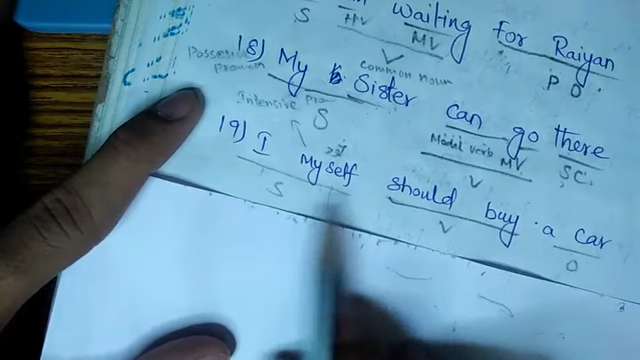 waiting for Raiyan
S HV MV P O.
V
Possessive pronoun common noun
18) My Sister can go there
Intensive pro S Modal verb MV SC.
V
19) I Myself should buy a car
S V O